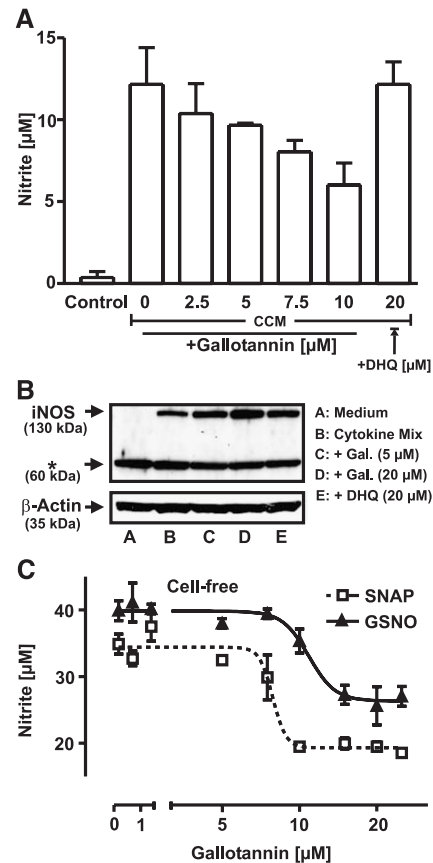 A
15
10
5
0
Nitrite [µM]
Control 0 2.5 5 7.5 10 20
CCM
+Gallotannin [µM]
+DHQ [µM]
B
iNOS
(130 kDa)
*
(60 kDa)
β-Actin
(35 kDa)
A B C D E
A: Medium
B: Cytokine Mix
C: + Gal. (5 µM)
D: + Gal. (20 µM)
E: + DHQ (20 µM)
C
Cell-free
SNAP
GSNO
40
30
20
Nitrite [µM]
0 1 5 10 20
Gallotannin [µM]